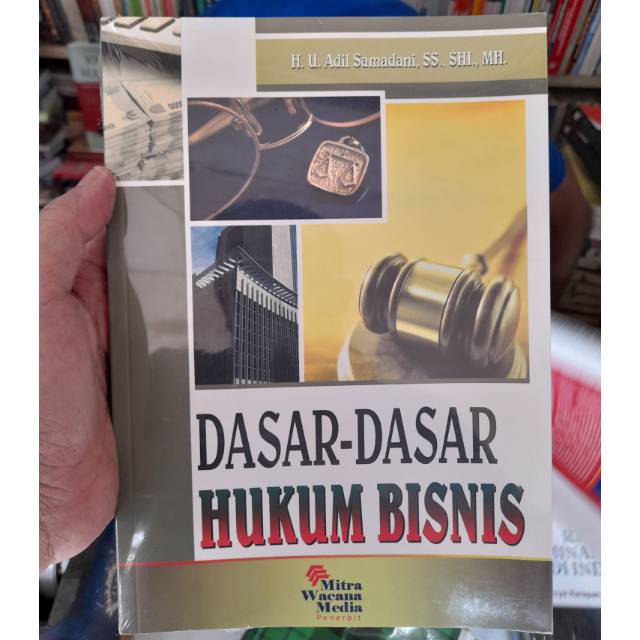 H. U. Adil Samadani, SS., SHI., MH.
DASAR-DASAR
HUKUM BISNIS
Mitra
Wacana
Media
Penerbit